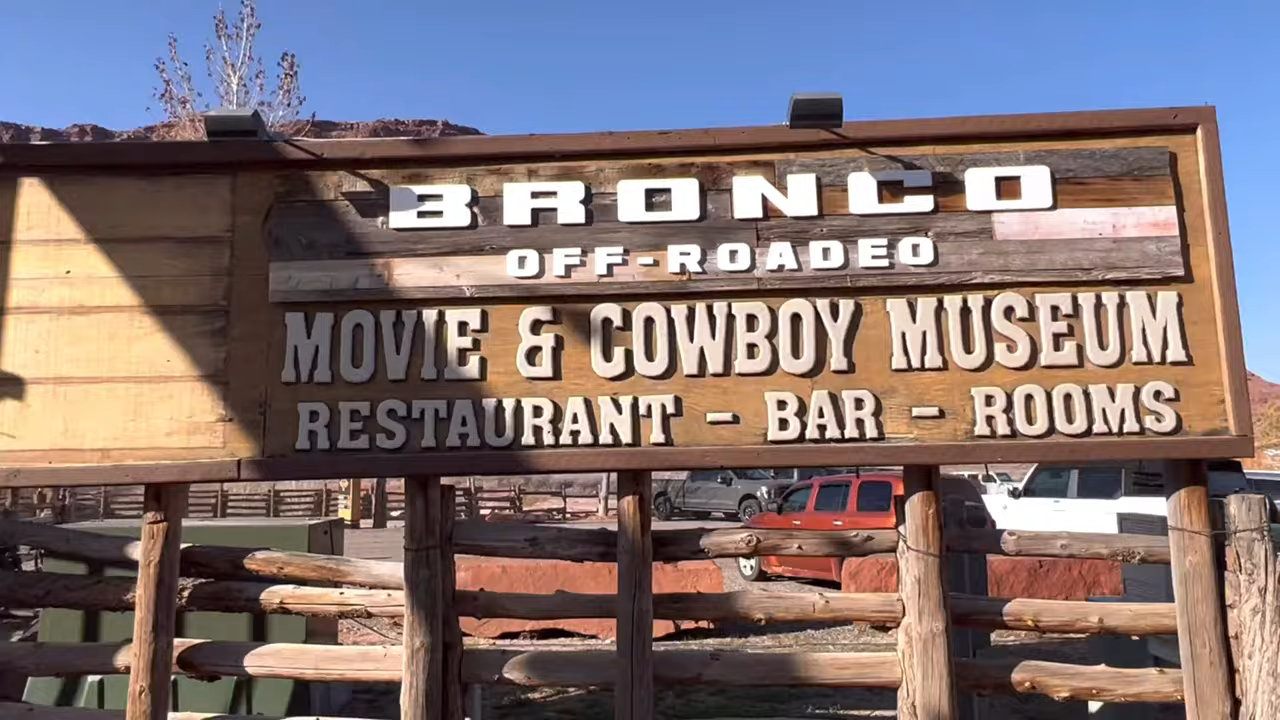 BRONCO
OFF-ROADEO
MOVIE & COWBOY MUSEUM
RESTAURANT - BAR - ROOMS